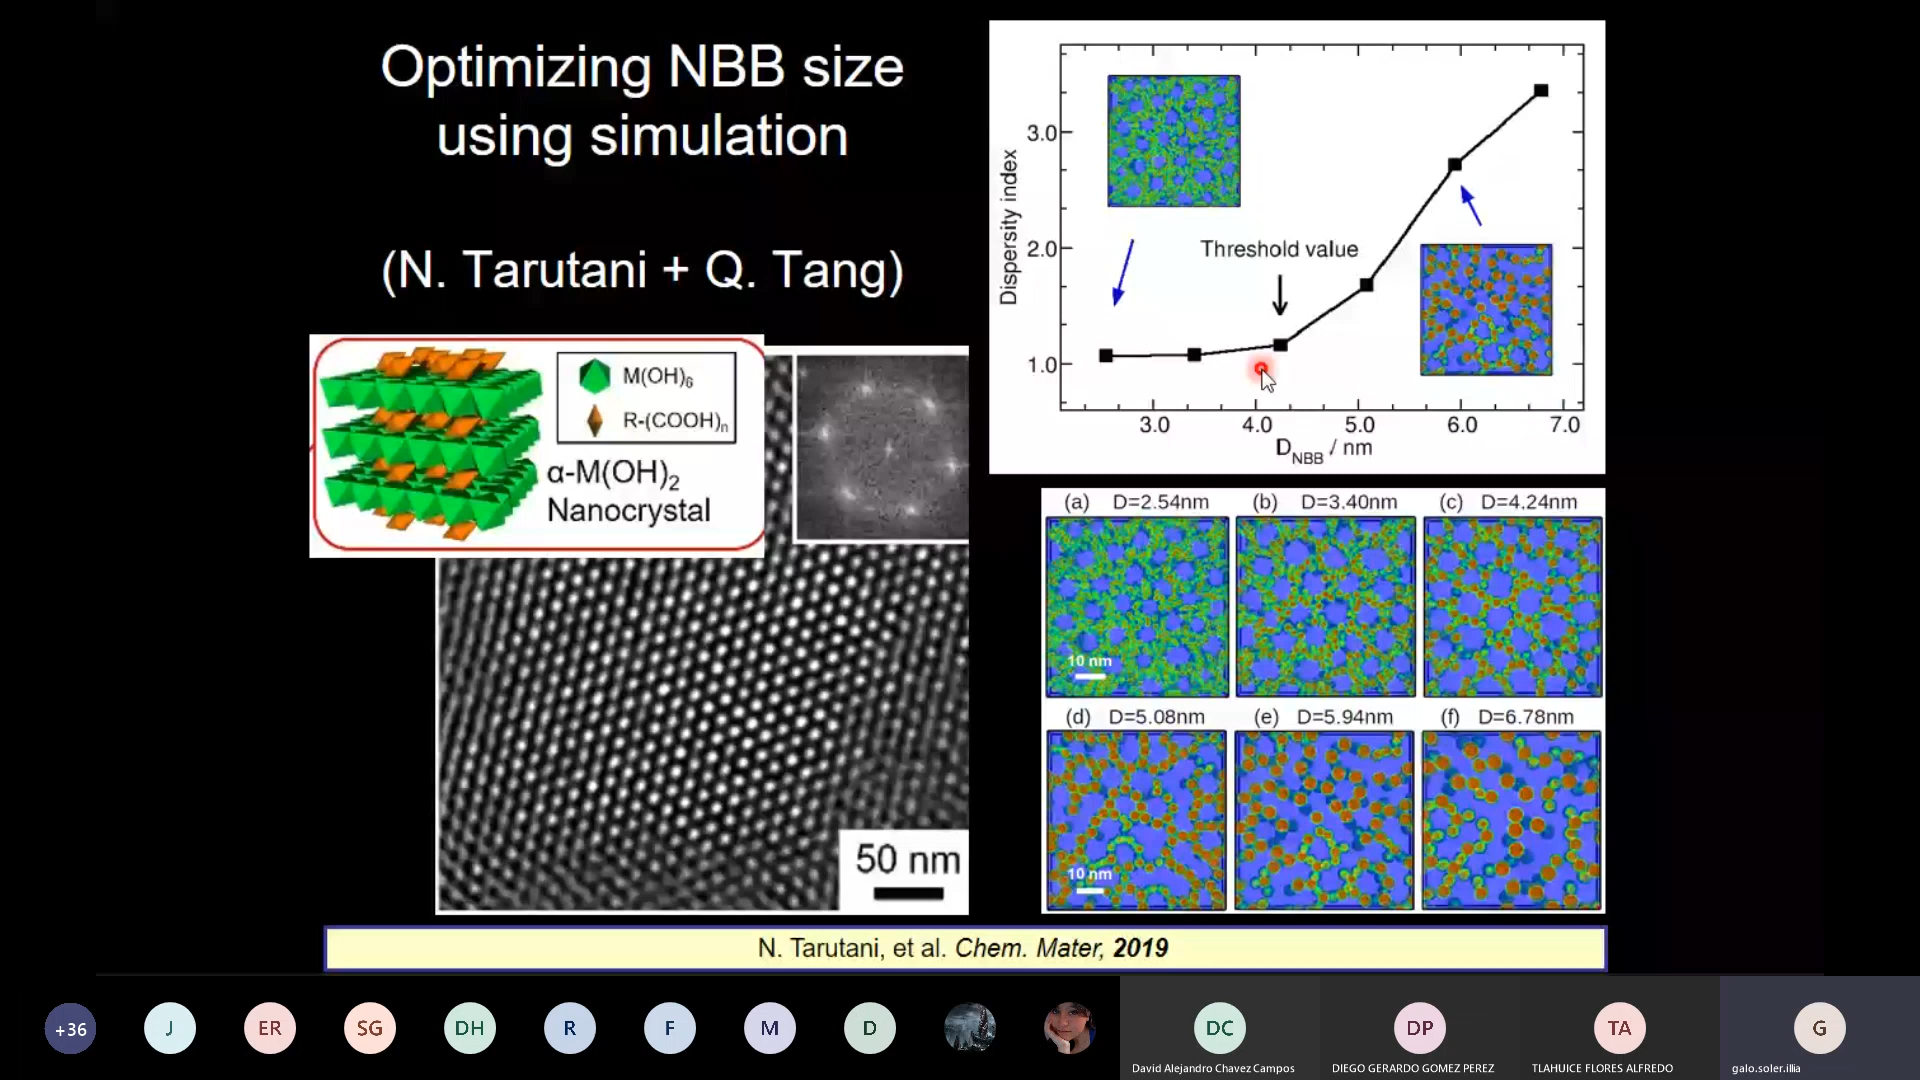 Optimizing NBB size
using simulation
(N. Tarutani + Q. Tang)
M(OH)₆
R-(COOH)ₙ
α-M(OH)₂
Nanocrystal
50 nm
Dispersity index
3.0
2.0
1.0
Threshold value
3.0 4.0 5.0 6.0 7.0
D_NBB / nm
(a) D=2.54nm (b) D=3.40nm (c) D=4.24nm
10 nm
(d) D=5.08nm (e) D=5.94nm (f) D=6.78nm
10 nm
N. Tarutani, et al. Chem. Mater, 2019
+36 J ER SG DH R F M D DC DP TA G
David Alejandro Chavez Campos DIEGO GERARDO GOMEZ PEREZ TLAHUICE FLORES ALFREDO galo.soler.illia